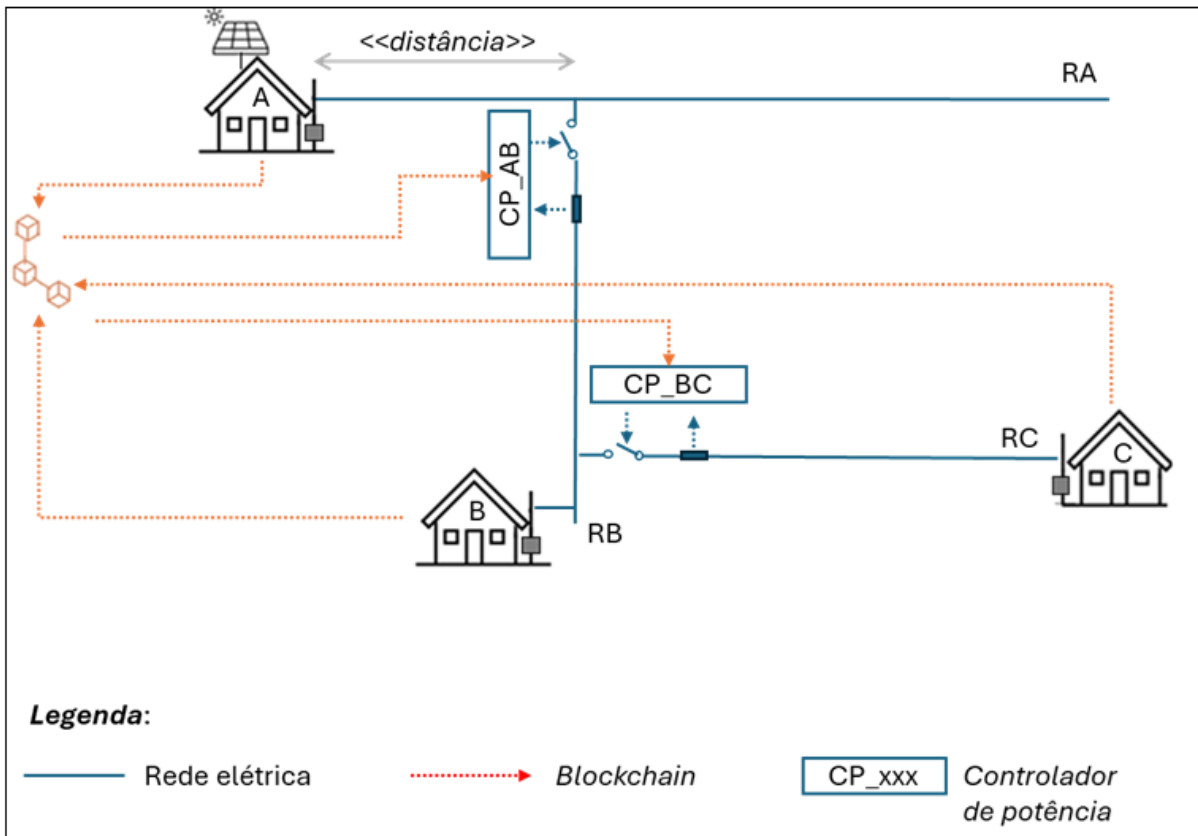 <<distância>>
RA
A
CP_AB
CP_BC
RC
C
B
RB
Legenda:
Rede elétrica
Blockchain
CP_xxx
Controlador
de potência